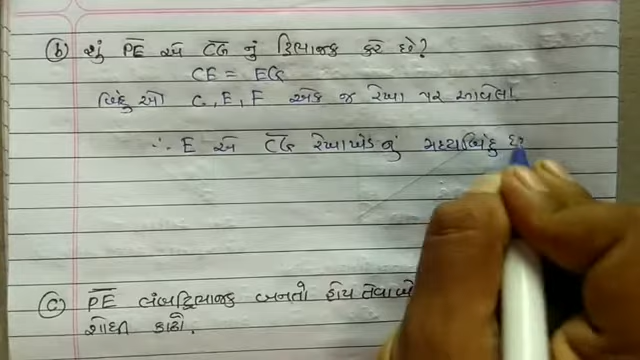 (b) શું PE એ CG નું દ્વિભાજક કરે છે?
CE = EG
બિંદુઓ C, E, F એક જ રેખા પર આવેલા.
∴ E એ CG રેખાખંડનું મધ્યબિંદુ છે
(c) PE લંબદ્વિભાજક બનતો હોય તેવા
શોધી કાઢો.